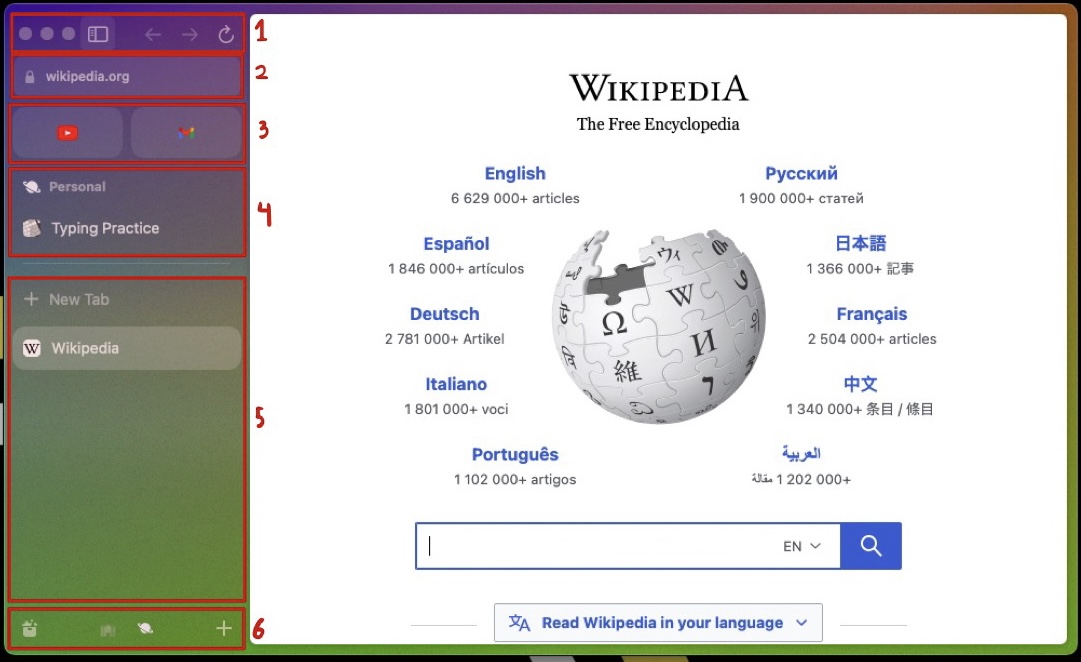 1
wikipedia.org
2
3
Personal
Typing Practice
4
New Tab
W Wikipedia
5
6
WIKIPEDIA
The Free Encyclopedia
English
6 629 000+ articles
Русский
1 900 000+ статей
Español
1 846 000+ artículos
日本語
1 366 000+ 記事
Deutsch
2 781 000+ Artikel
Français
2 504 000+ articles
Italiano
1 801 000+ voci
中文
1 340 000+ 条目 / 條目
Português
1 102 000+ artigos
العربية
1 202 000+ مقالة
Ω
W
И
維
ウィ
EN
Read Wikipedia in your language